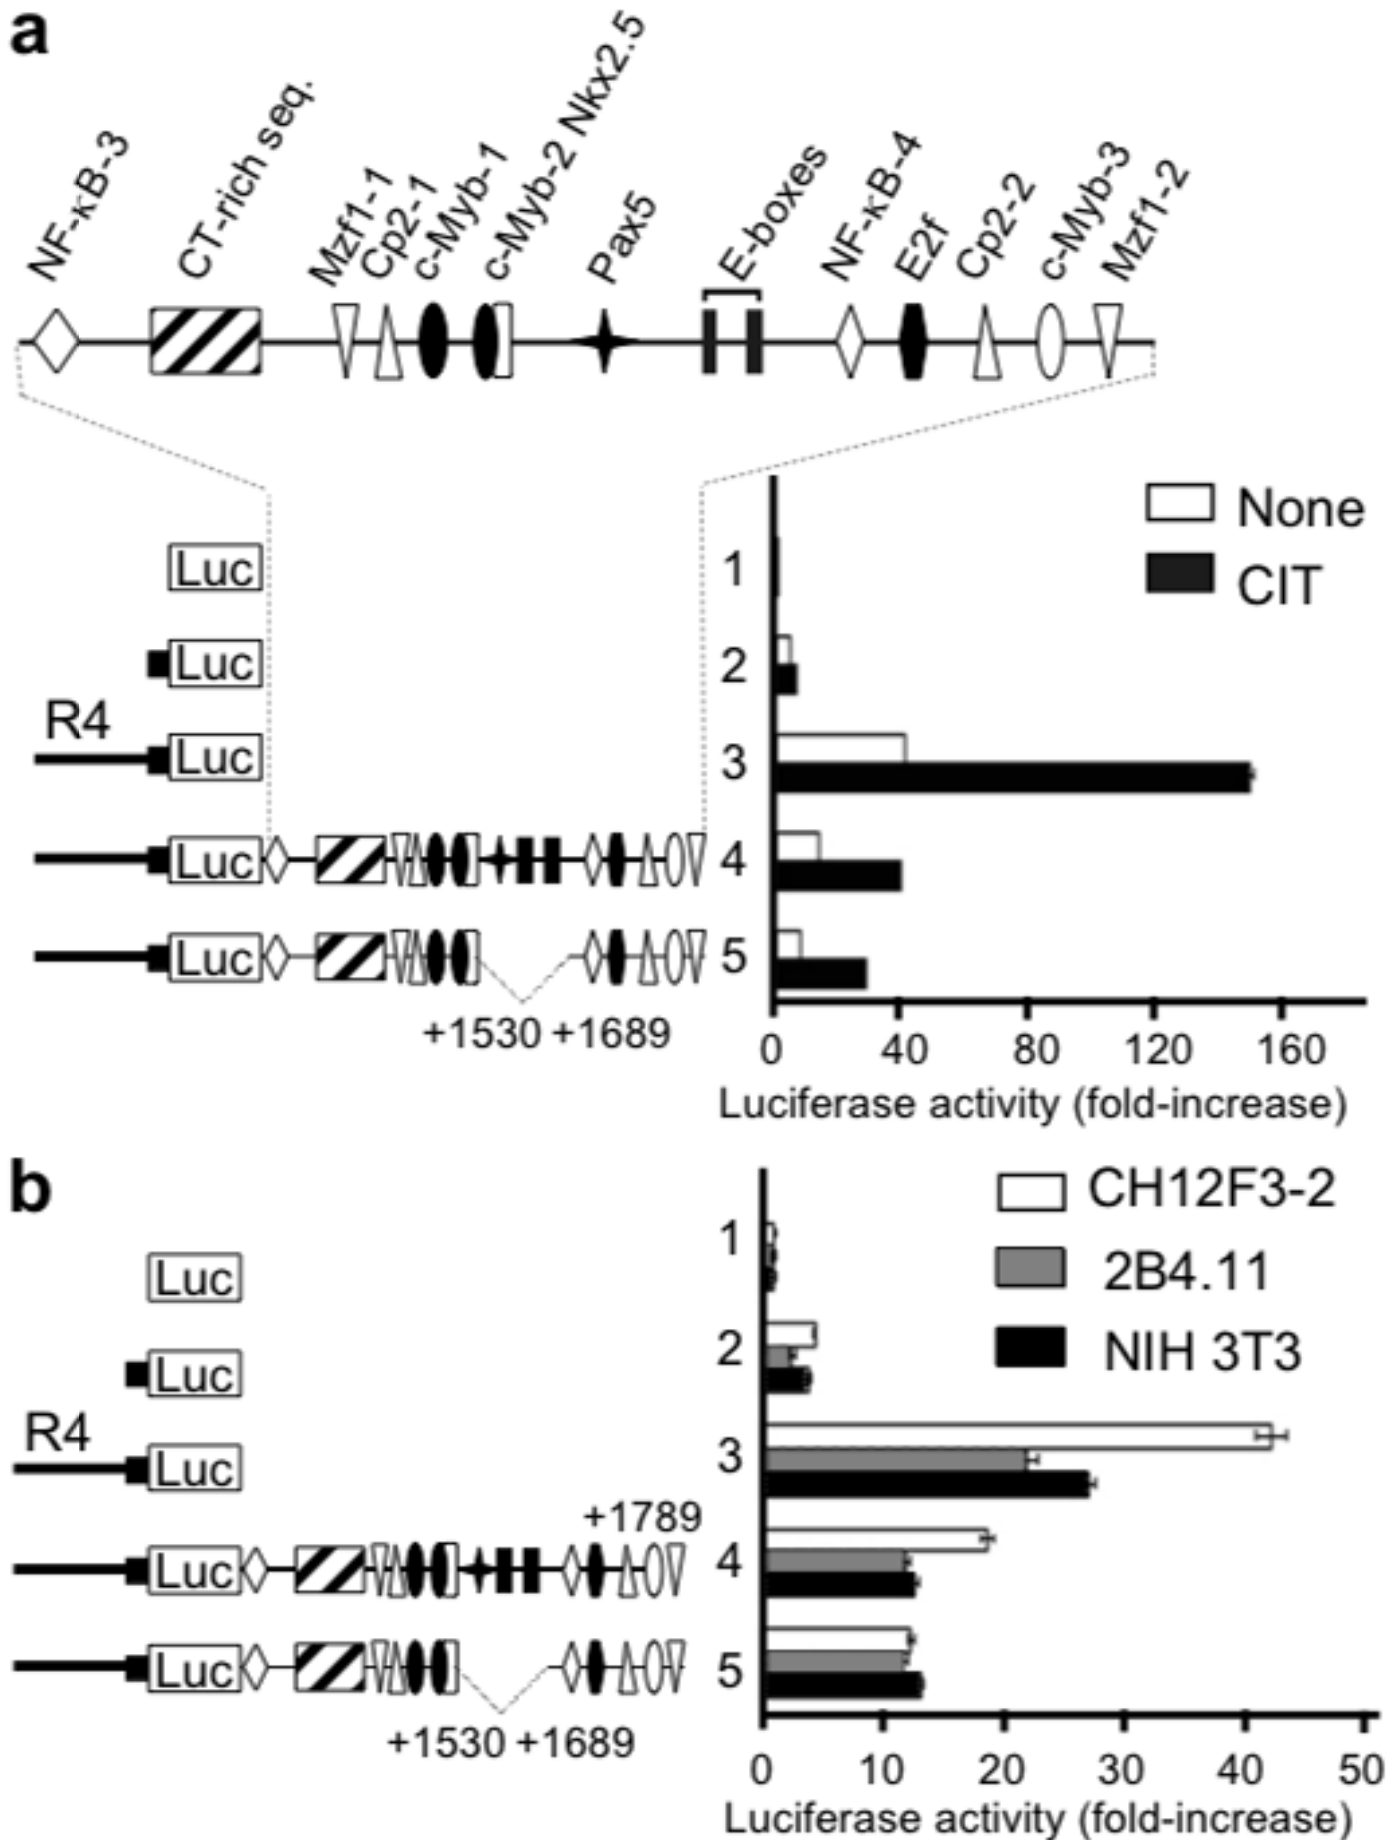 a
NF-κB-3
CT-rich seq.
Mzf1-1
Cp2-1
c-Myb-1
c-Myb-2 Nkx2.5
Pax5
E-boxes
NF-κB-4
E2f
Cp2-2
c-Myb-3
Mzf1-2
None
CIT
Luc
1
Luc
2
R4
Luc
3
Luc
4
Luc
5
+1530 +1689
0 40 80 120 160
Luciferase activity (fold-increase)
b
CH12F3-2
2B4.11
NIH 3T3
Luc
1
Luc
2
R4
Luc
3
+1789
Luc
4
Luc
5
+1530 +1689
0 10 20 30 40 50
Luciferase activity (fold-increase)